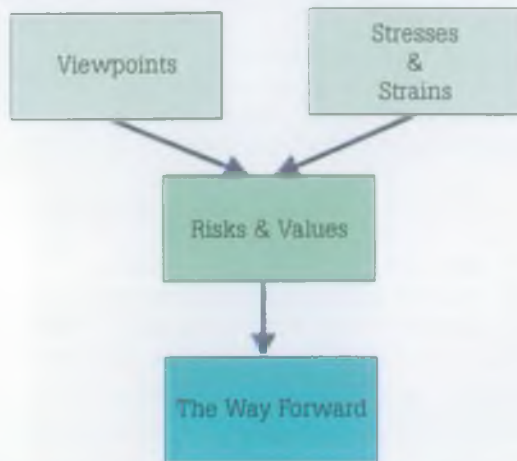 Viewpoints
Stresses
&
Strains
Risks & Values
The Way Forward